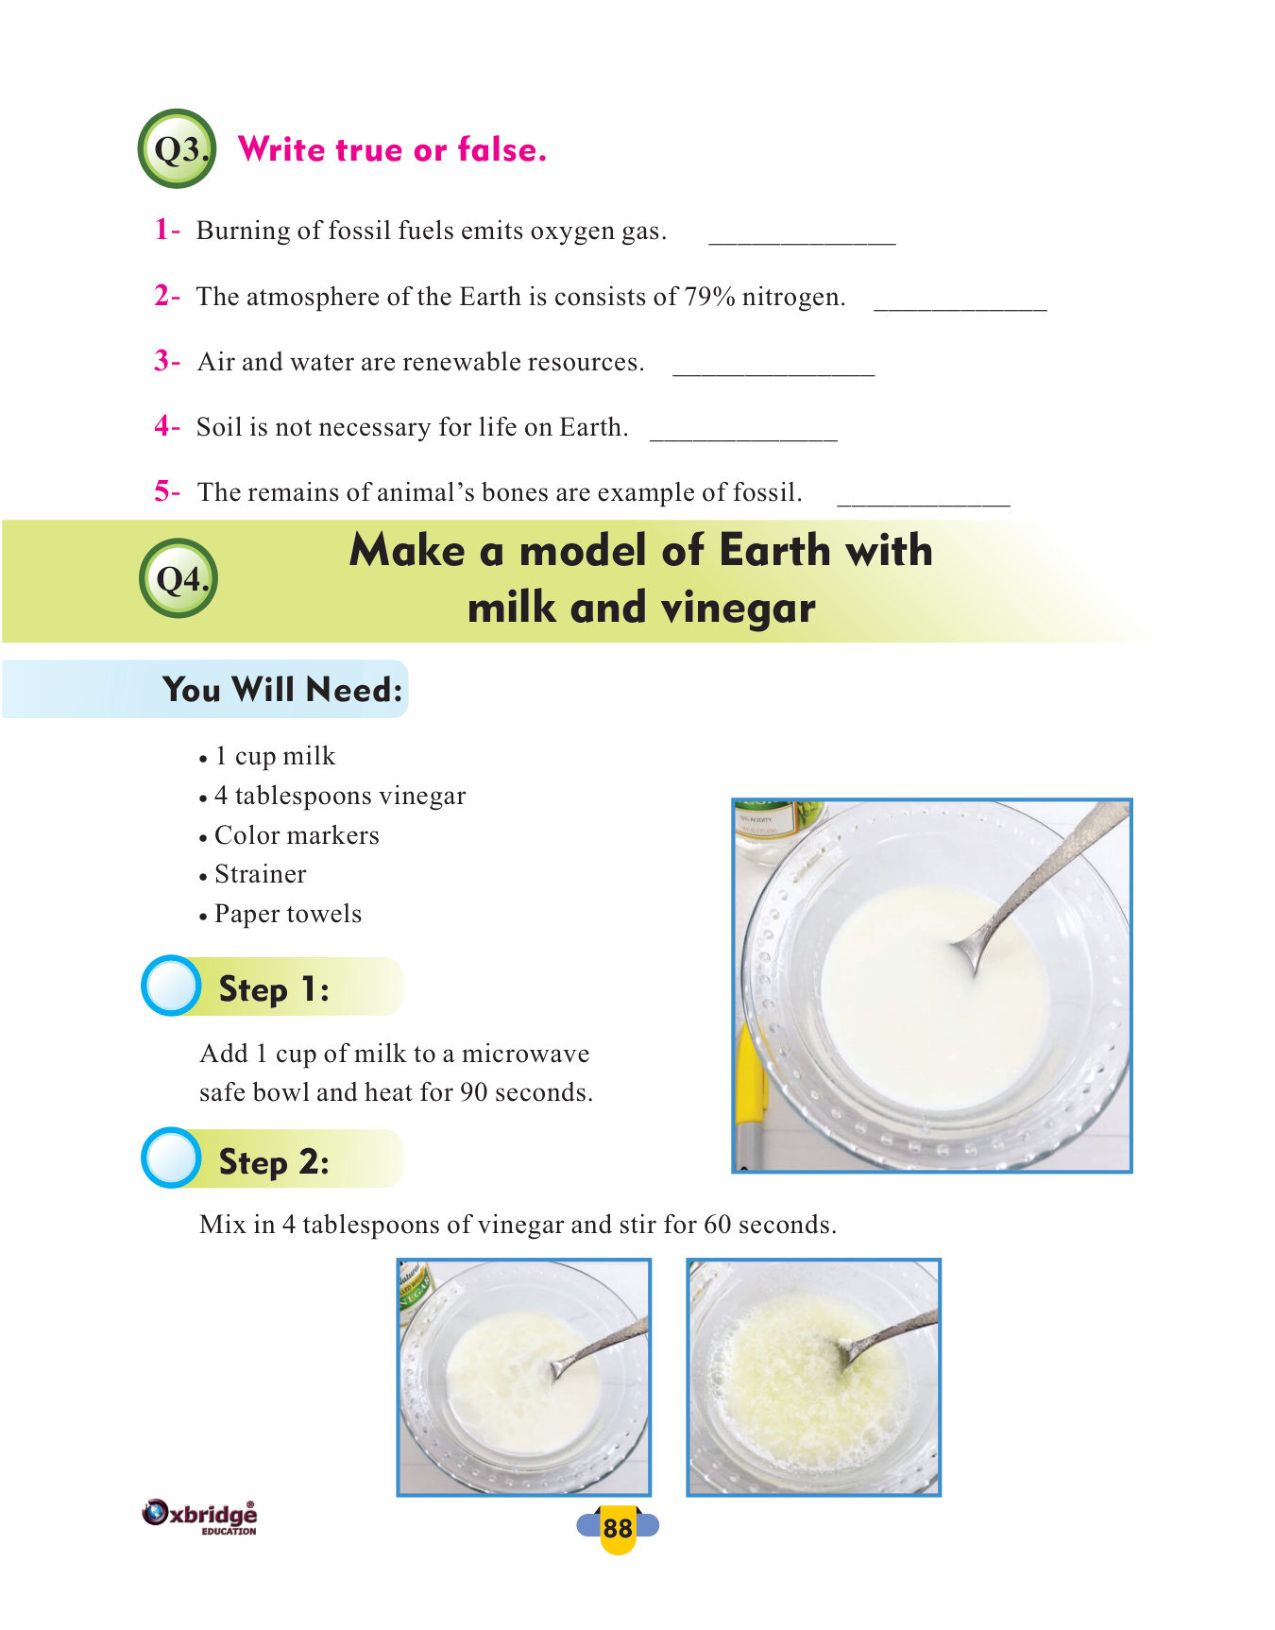 Q3. Write true or false.
1- Burning of fossil fuels emits oxygen gas. _____________
2- The atmosphere of the Earth is consists of 79% nitrogen. ____________
3- Air and water are renewable resources. ______________
4- Soil is not necessary for life on Earth. _____________
5- The remains of animal’s bones are example of fossil. ____________
Q4. Make a model of Earth with
milk and vinegar
You Will Need:
• 1 cup milk
• 4 tablespoons vinegar
• Color markers
• Strainer
• Paper towels
Step 1:
Add 1 cup of milk to a microwave
safe bowl and heat for 90 seconds.
Step 2:
Mix in 4 tablespoons of vinegar and stir for 60 seconds.
Oxbridge®
EDUCATION
88